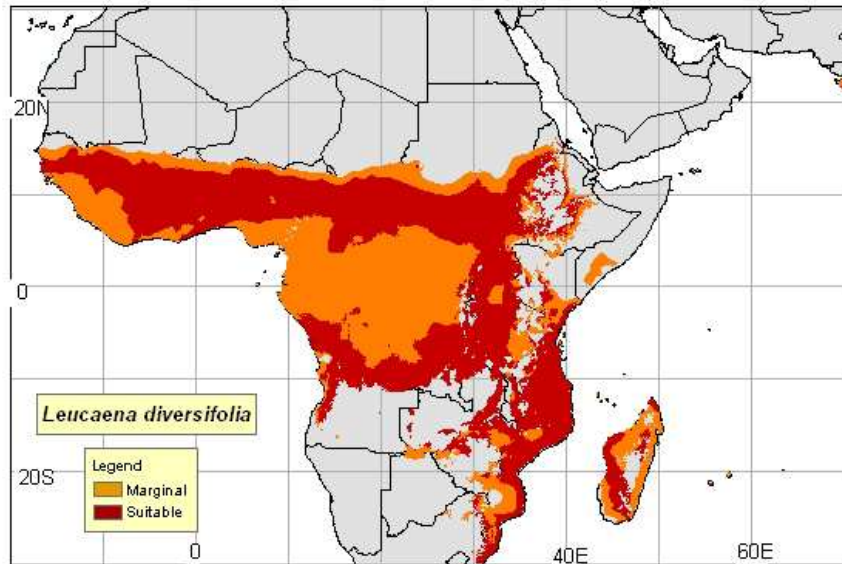 20N
0
Leucaena diversifolia
Legend
Marginal
Suitable
20S
0
40E
60E